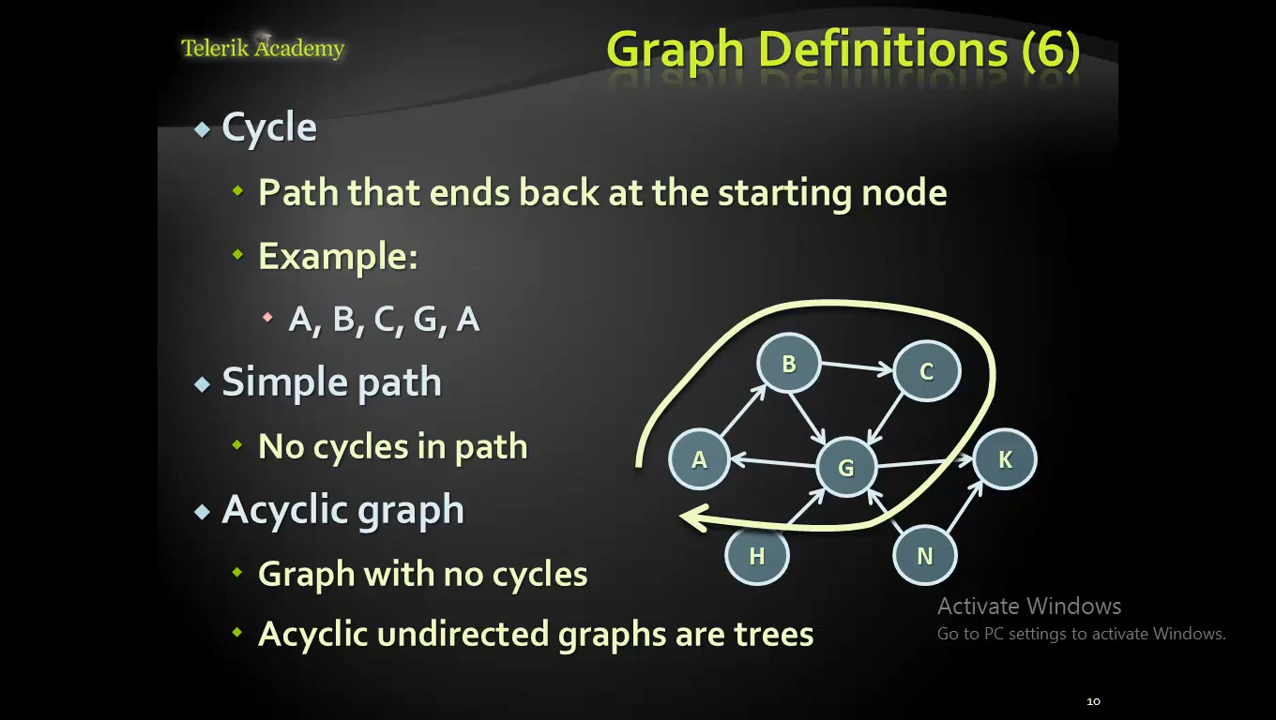 Telerik Academy
Graph Definitions (6)
Cycle
Path that ends back at the starting node
Example:
A, B, C, G, A
Simple path
No cycles in path
Acyclic graph
Graph with no cycles
Acyclic undirected graphs are trees
B
C
A
G
K
H
N
Activate Windows
Go to PC settings to activate Windows.
10